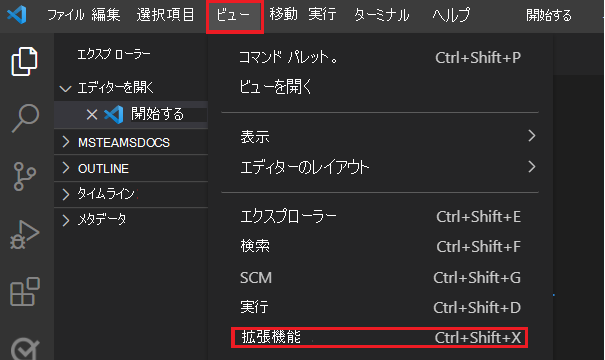 ファイル 編集 選択項目 ビュー 移動 実行 ターミナル ヘルプ 開始する
エクスプ ローラー
エディターを開く
開始する
MSTEAMSDOCS
OUTLINE
タイムライン
メタデータ
コマンド パレット。 Ctrl+Shift+P
ビューを開く
表示
エディターのレイアウト
エクスプローラー Ctrl+Shift+E
検索 Ctrl+Shift+F
SCM Ctrl+Shift+G
実行 Ctrl+Shift+D
拡張機能 Ctrl+Shift+X